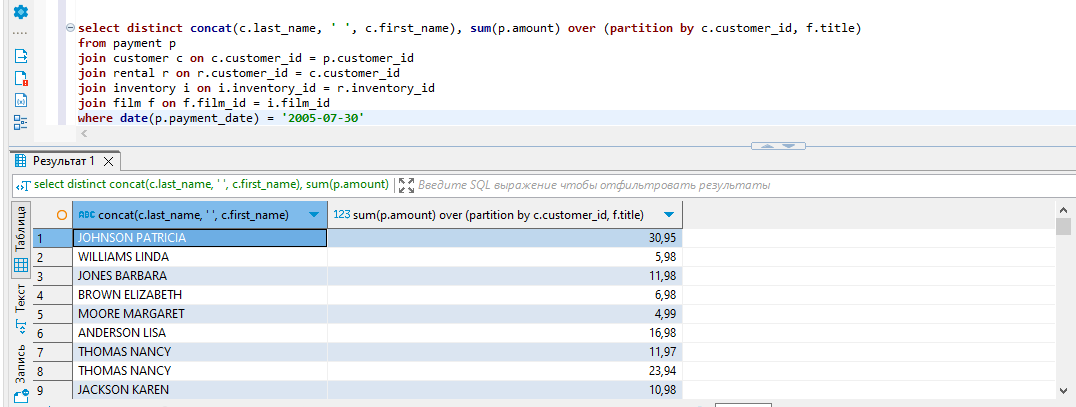 select distinct concat(c.last_name, ' ', c.first_name), sum(p.amount) over (partition by c.customer_id, f.title)
from payment p
join customer c on c.customer_id = p.customer_id
join rental r on r.customer_id = c.customer_id
join inventory i on i.inventory_id = r.inventory_id
join film f on f.film_id = i.film_id
where date(p.payment_date) = '2005-07-30'
Результат 1
select distinct concat(c.last_name, ' ', c.first_name), sum(p.amount) Введите SQL выражение чтобы отфильтровать результаты
Таблица
Текст
Запись
ABC concat(c.last_name, ' ', c.first_name) 123 sum(p.amount) over (partition by c.customer_id, f.title)
1 JOHNSON PATRICIA 30,95
2 WILLIAMS LINDA 5,98
3 JONES BARBARA 11,98
4 BROWN ELIZABETH 6,98
5 MOORE MARGARET 4,99
6 ANDERSON LISA 16,98
7 THOMAS NANCY 11,97
8 THOMAS NANCY 23,94
9 JACKSON KAREN 10,98